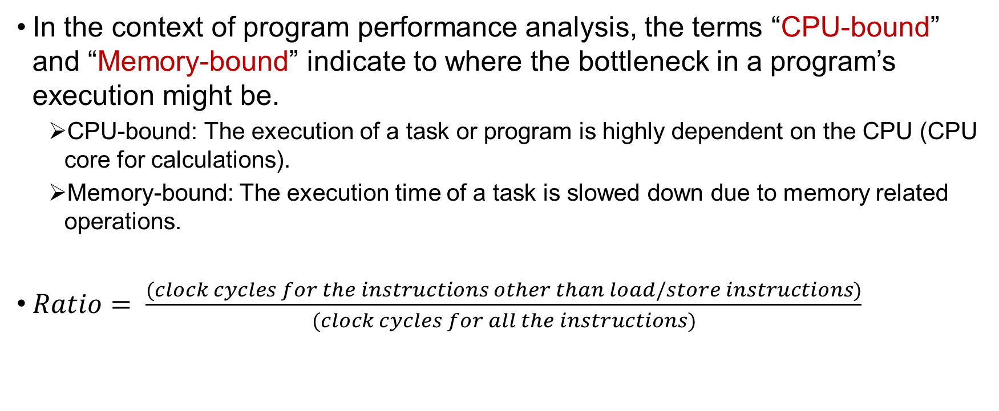 • In the context of program performance analysis, the terms “CPU-bound”
and “Memory-bound” indicate to where the bottleneck in a program’s
execution might be.
➢CPU-bound: The execution of a task or program is highly dependent on the CPU (CPU
core for calculations).
➢Memory-bound: The execution time of a task is slowed down due to memory related
operations.
• Ratio = (clock cycles for the instructions other than load/store instructions)
(clock cycles for all the instructions)